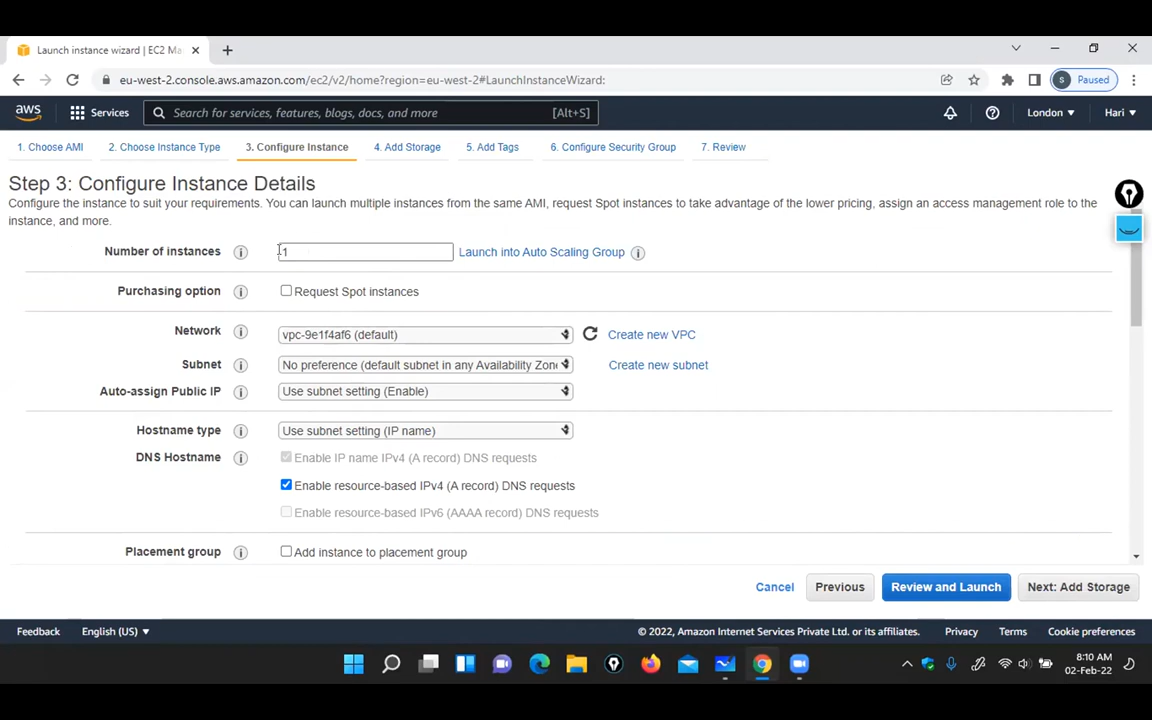 Launch instance wizard | EC2 Ma
eu-west-2.console.aws.amazon.com/ec2/v2/home?region=eu-west-2#LaunchInstanceWizard:
S Paused
aws Services Search for services, features, blogs, docs, and more [Alt+S] London Hari
1. Choose AMI 2. Choose Instance Type 3. Configure Instance 4. Add Storage 5. Add Tags 6. Configure Security Group 7. Review
Step 3: Configure Instance Details
Configure the instance to suit your requirements. You can launch multiple instances from the same AMI, request Spot instances to take advantage of the lower pricing, assign an access management role to the
instance, and more.
Number of instances i 1 Launch into Auto Scaling Group i
Purchasing option i Request Spot instances
Network i vpc-9e1f4af6 (default) Create new VPC
Subnet i No preference (default subnet in any Availability Zone Create new subnet
Auto-assign Public IP i Use subnet setting (Enable)
Hostname type i Use subnet setting (IP name)
DNS Hostname i Enable IP name IPv4 (A record) DNS requests
Enable resource-based IPv4 (A record) DNS requests
Enable resource-based IPv6 (AAAA record) DNS requests
Placement group i Add instance to placement group
Cancel Previous Review and Launch Next: Add Storage
Feedback English (US) © 2022, Amazon Internet Services Private Ltd. or its affiliates. Privacy Terms Cookie preferences
8:10 AM
02-Feb-22